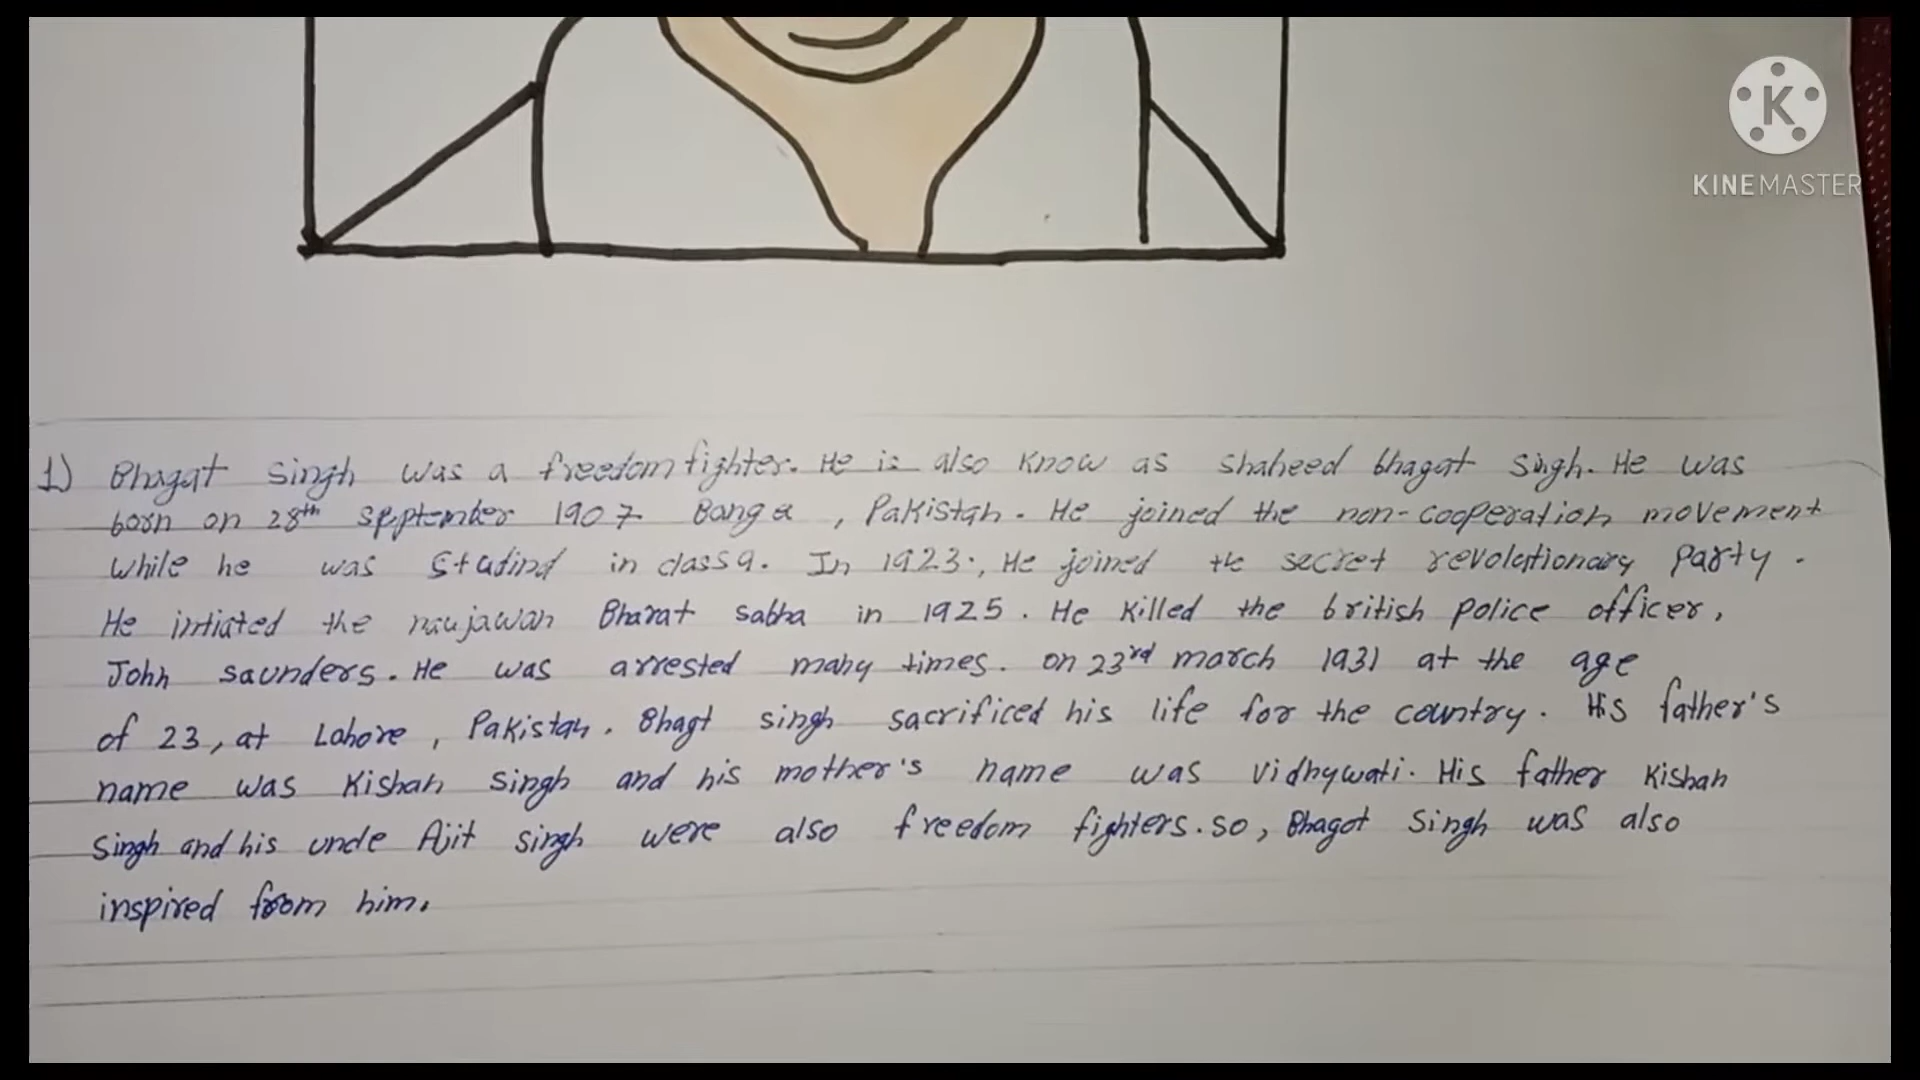 K
KINEMASTER
1) Bhagat Singh was a freedom fighter. He is also know as shaheed bhagat singh. He was
born on 28th september 1907 Banga, Pakistan. He joined the non-cooperation movement
while he was in class 9. In 1923., He joined the secret revolutionary party.
He intiated the naujawan Bharat sabha in 1925. He killed the british police officer,
John saunders. He was arrested many times. on 23rd march 1931 at the age
of 23, at Lahore, Pakistan. Bhagt singh sacrificed his life for the country. His father's
name was Kishan Singh and his mother's name was vidhywati. His father Kishan
Singh and his uncle Ajit singh were also freedom fighters. so, Bhagat Singh was also
inspired from him.